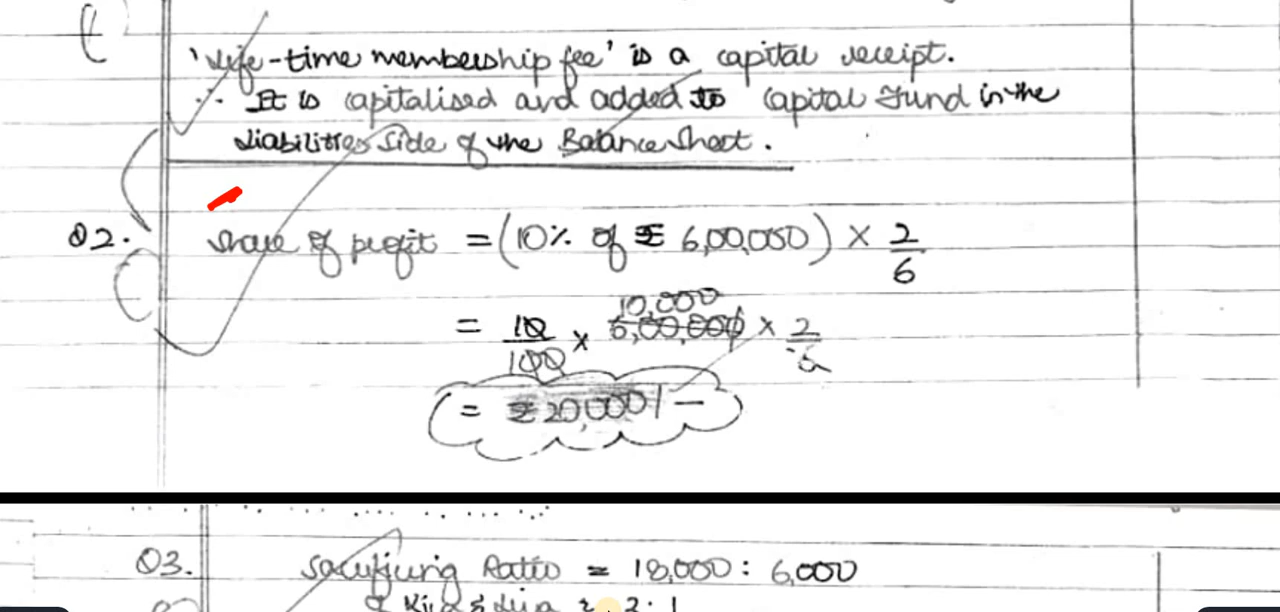 'Life-time membership fee' is a capital receipt.
∴ It is capitalised and added to capital fund in the
liabilities side of the Balance Sheet.
Q2. Share of profit = (10% of ₹ 6,00,000) × 2/6
= 10/100 × 6,00,000 × 2/6
10,000
= ₹ 20,000/-
Q3. Sacrificing Ratio = 18,000 : 6,000
of